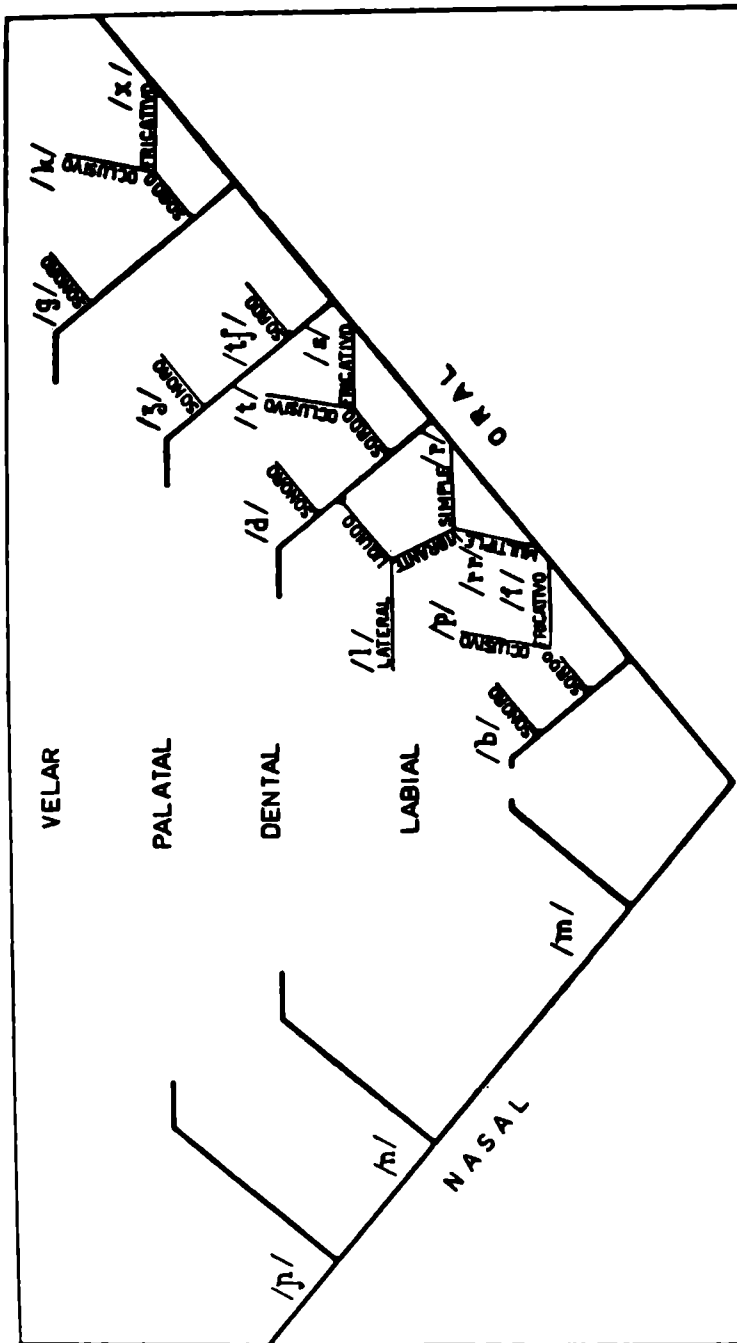 VELAR
/g/
SONORO
/k/
OCLUSIVO
SORDO
/x/
FRICATIVO
PALATAL
/ʒ/
SONORO
/tʃ/
SORDO
DENTAL
/d/
SONORO
/t/
OCLUSIVO
SORDO
/s/
FRICATIVO
LIQUIDO
/l/
LATERAL
VIBRANTE
SIMPLE
/r/
MULTIPLE
/rr/
LABIAL
/b/
SONORO
/p/
OCLUSIVO
SORDO
/f/
FRICATIVO
ORAL
/m/
/n/
/ɲ/
NASAL